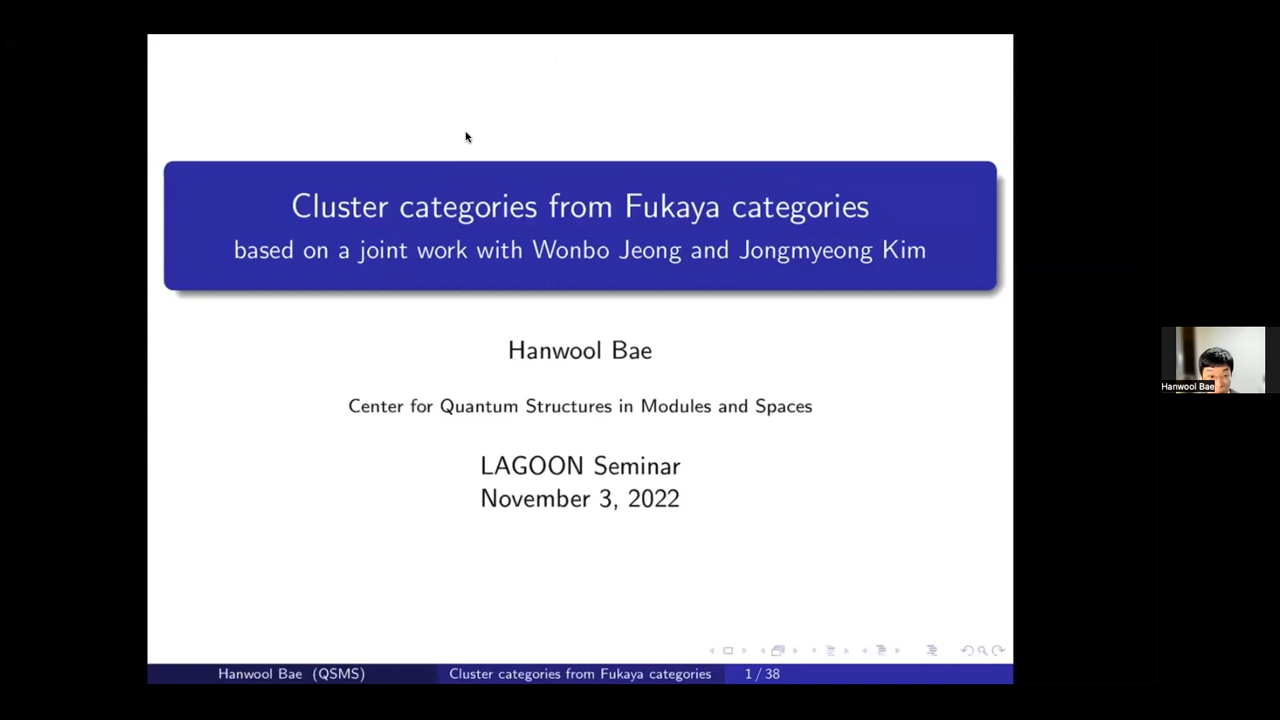 Cluster categories from Fukaya categories
based on a joint work with Wonbo Jeong and Jongmyeong Kim
Hanwool Bae
Center for Quantum Structures in Modules and Spaces
LAGOON Seminar
November 3, 2022
Hanwool Bae
Hanwool Bae (QSMS) Cluster categories from Fukaya categories 1 / 38